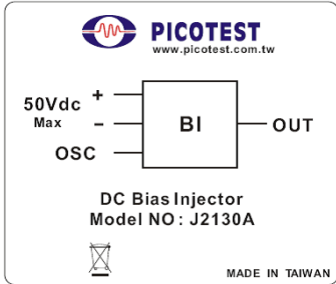 PICOTEST
www.picotest.com.tw
50Vdc +
Max −
OSC
BI
OUT
DC Bias Injector
Model NO : J2130A
MADE IN TAIWAN